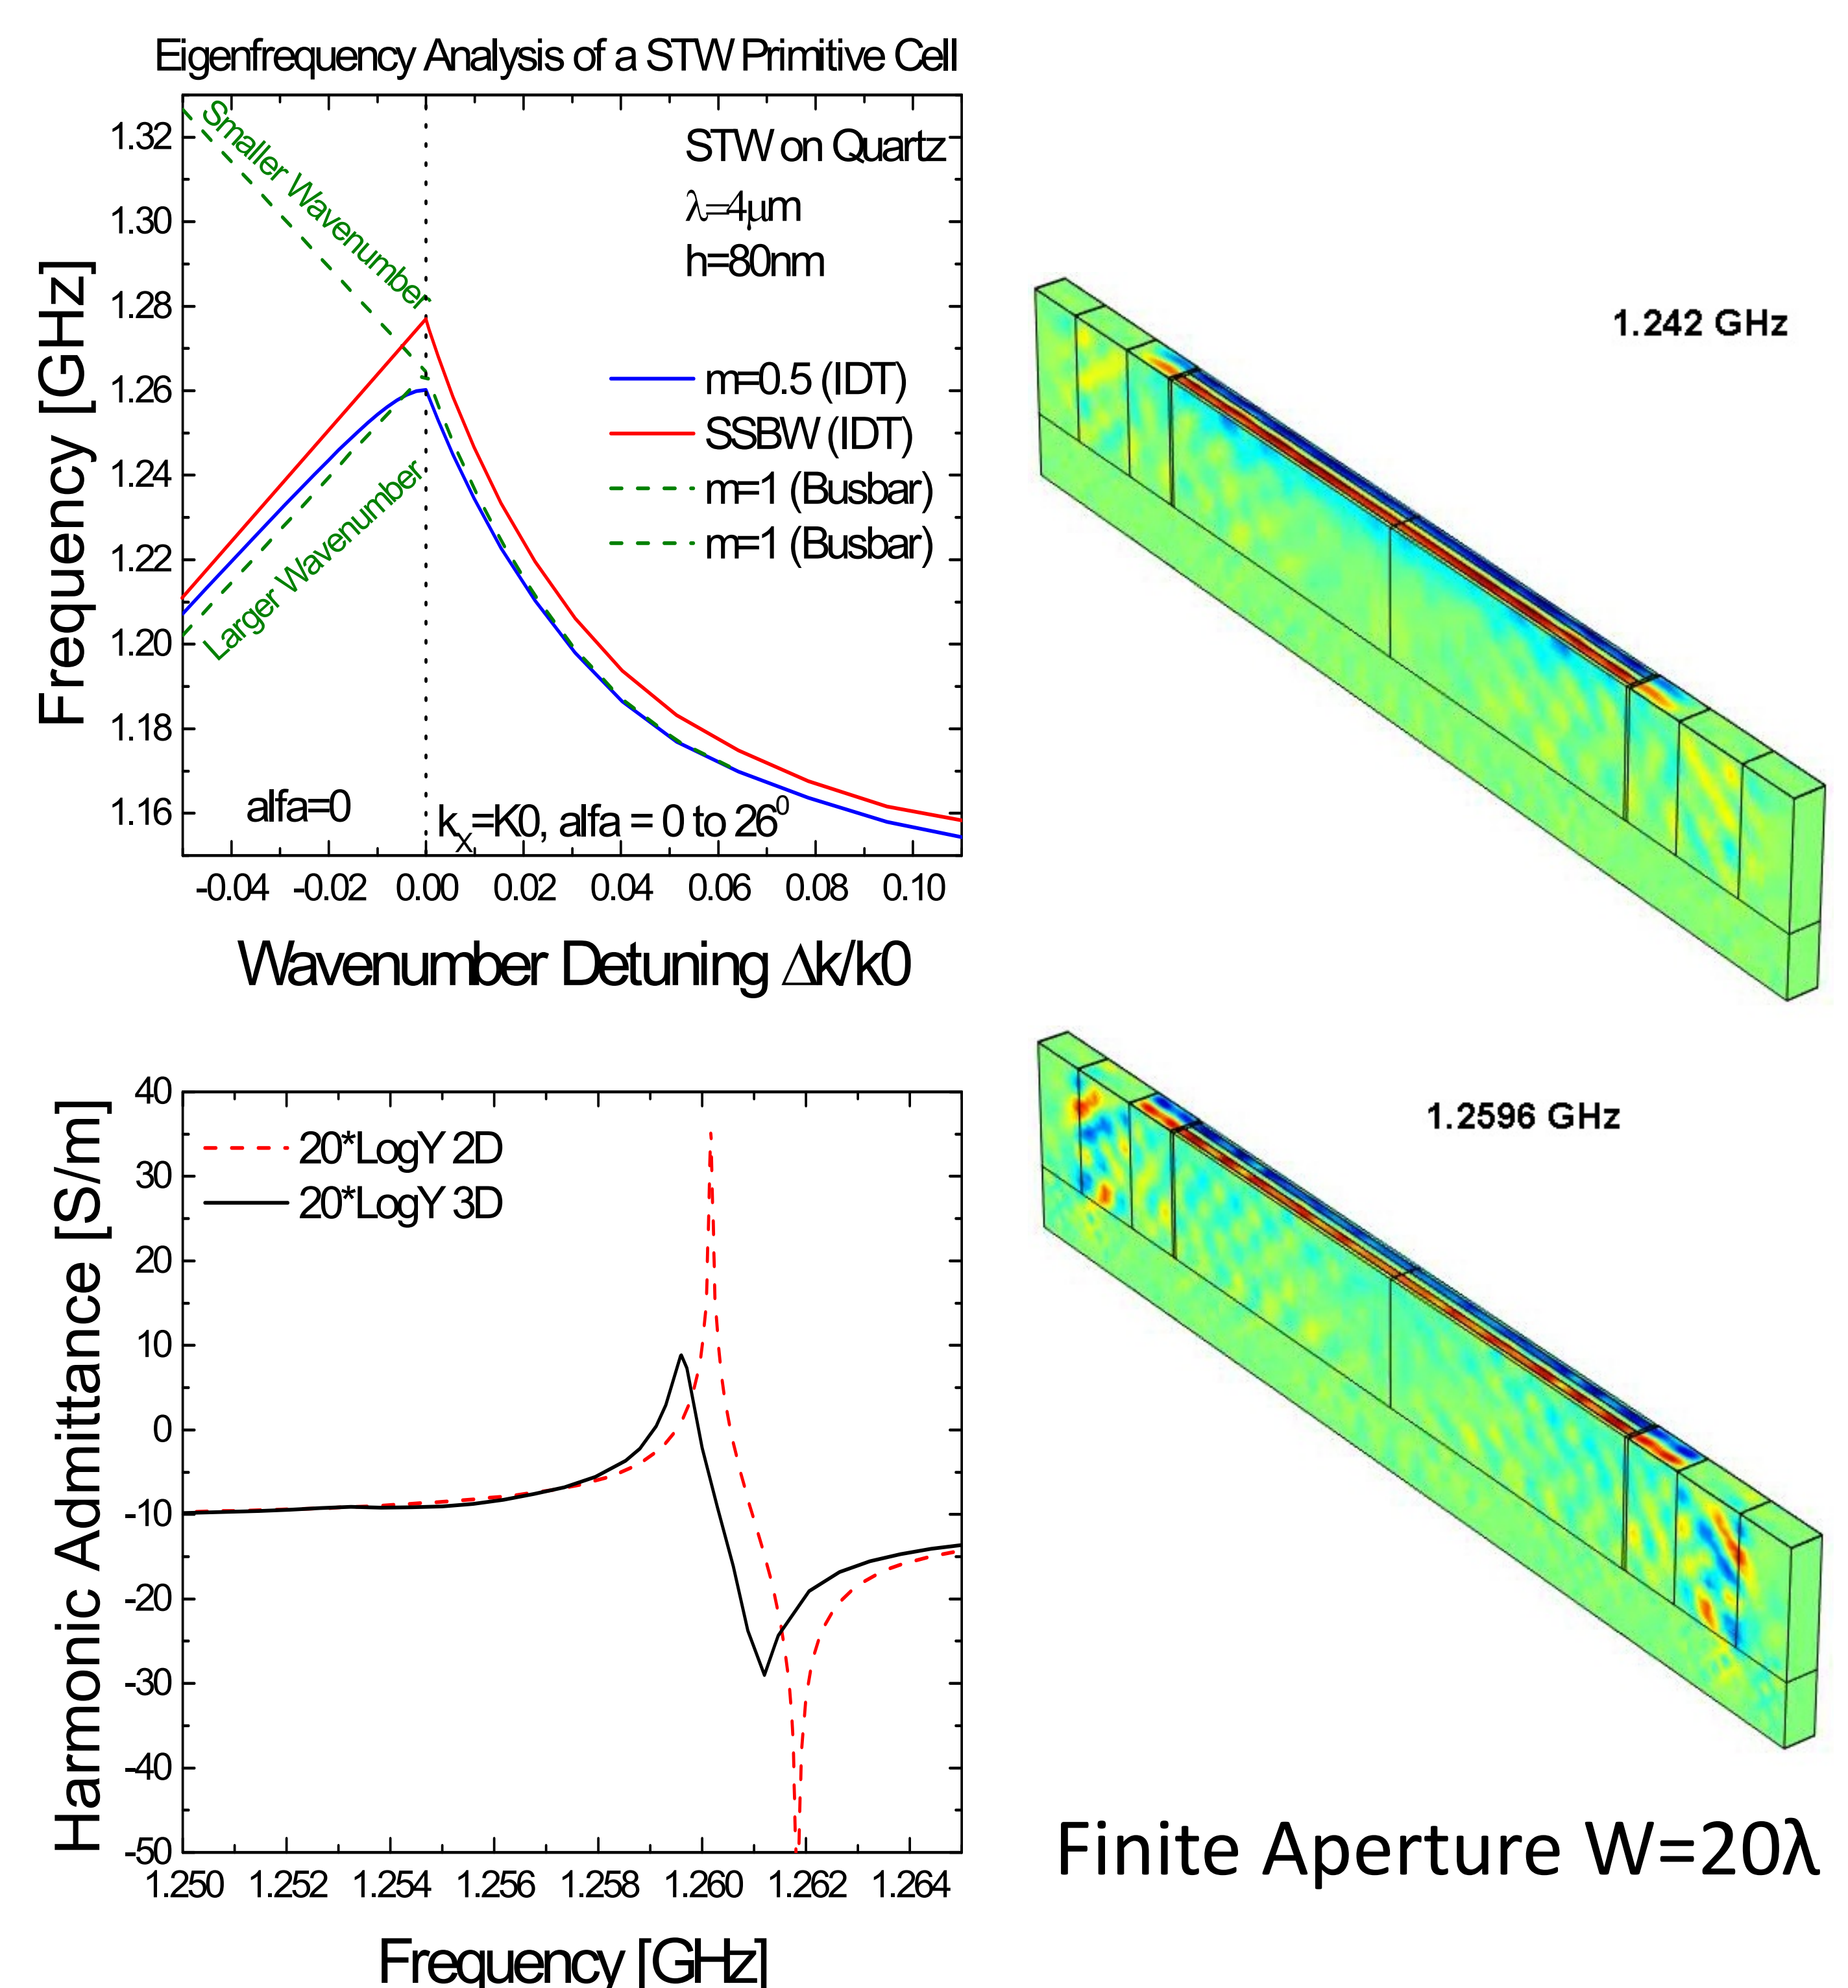 Eigenfrequency Analysis of a STW Primitive Cell
Frequency [GHz]
1.32
1.30
1.28
1.26
1.24
1.22
1.20
1.18
1.16
Smaller Wavenumber
Larger Wavenumber
STW on Quartz
λ=4μm
h=80nm
m=0.5 (IDT)
SSBW (IDT)
m=1 (Busbar)
m=1 (Busbar)
alfa=0
kX=K0, alfa = 0 to 26⁰
-0.04 -0.02 0.00 0.02 0.04 0.06 0.08 0.10
Wavenumber Detuning Δk/k0
1.242 GHz
Harmonic Admittance [S/m]
40
30
20
10
0
-10
-20
-30
-40
-50
20*LogY 2D
20*LogY 3D
1.250 1.252 1.254 1.256 1.258 1.260 1.262 1.264
Frequency [GHz]
1.2596 GHz
Finite Aperture W=20λ